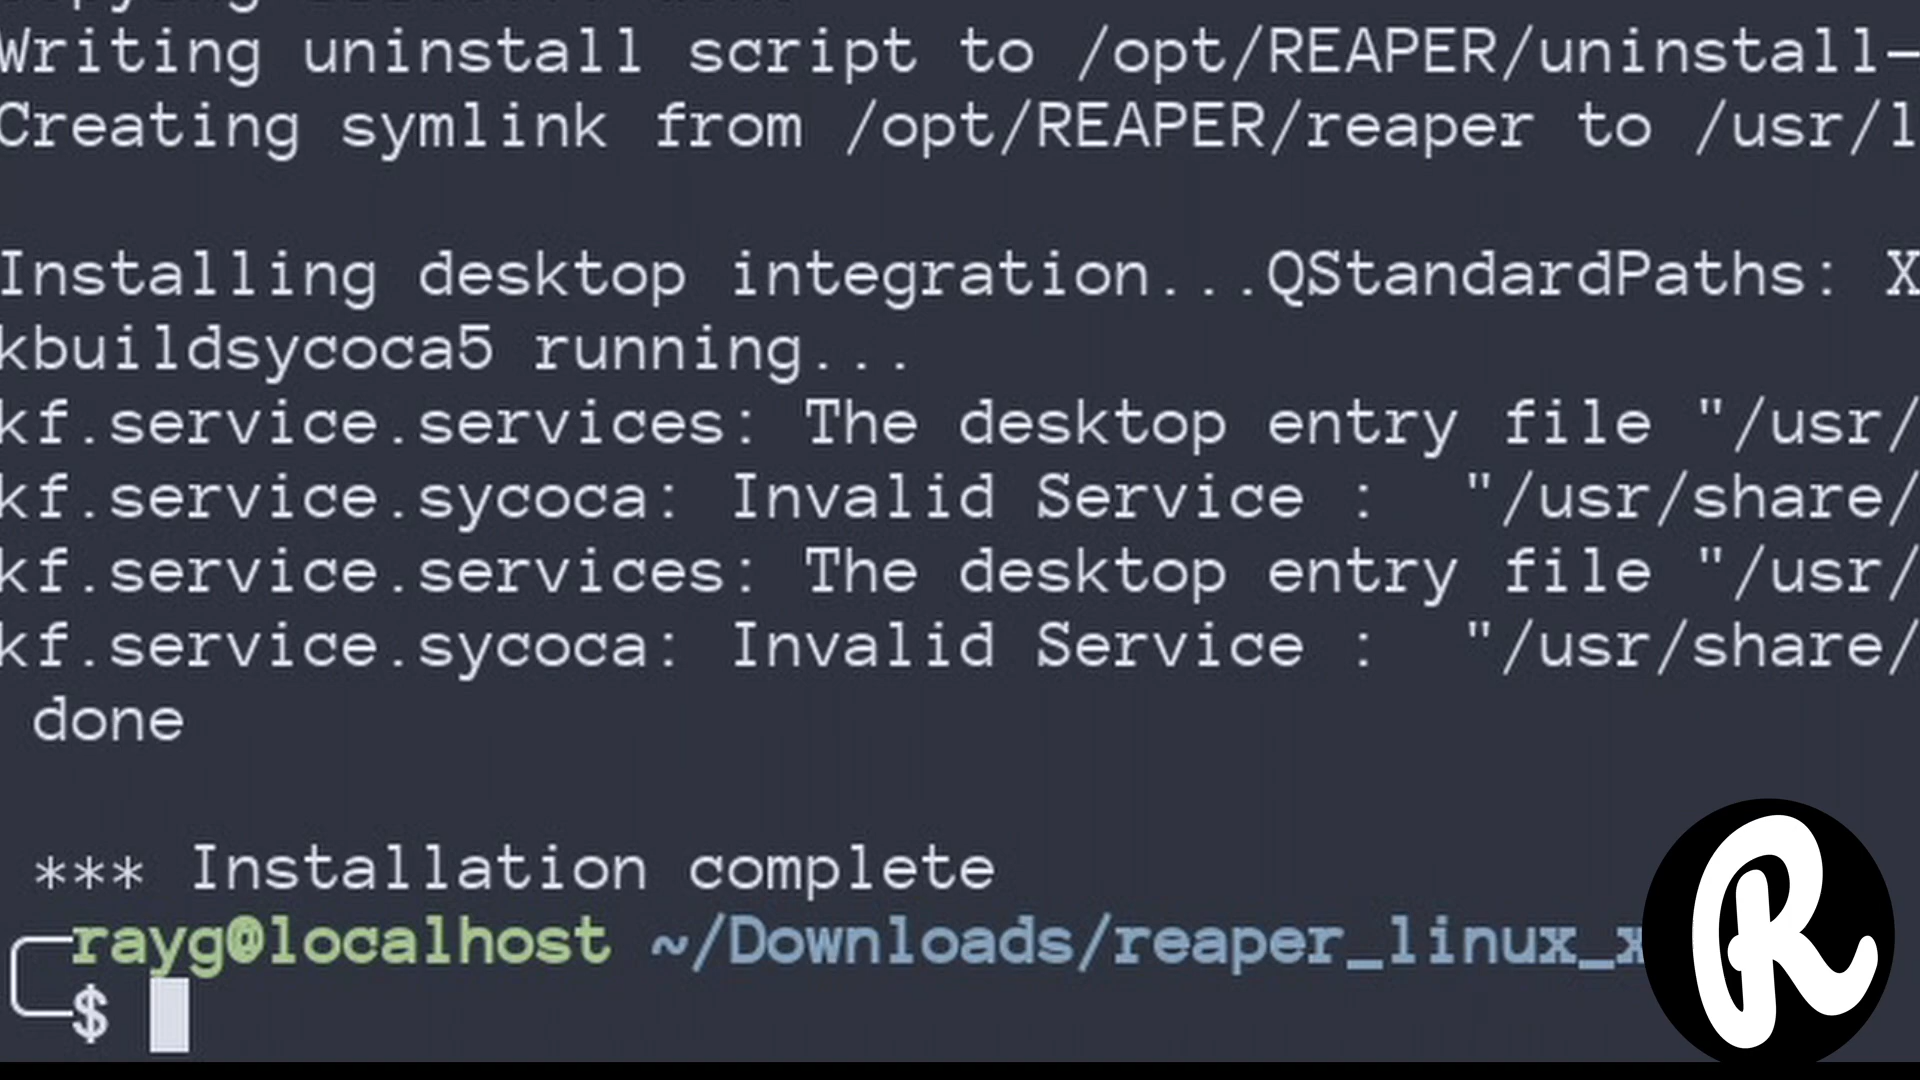 Writing uninstall script to /opt/REAPER/uninstall-
Creating symlink from /opt/REAPER/reaper to /usr/l
Installing desktop integration...QStandardPaths: X
kbuildsycoca5 running...
kf.service.services: The desktop entry file "/usr/
kf.service.sycoca: Invalid Service :  "/usr/share/
kf.service.services: The desktop entry file "/usr/
kf.service.sycoca: Invalid Service :  "/usr/share/
done
*** Installation complete
rayg@localhost ~/Downloads/reaper_linux_x
$
R